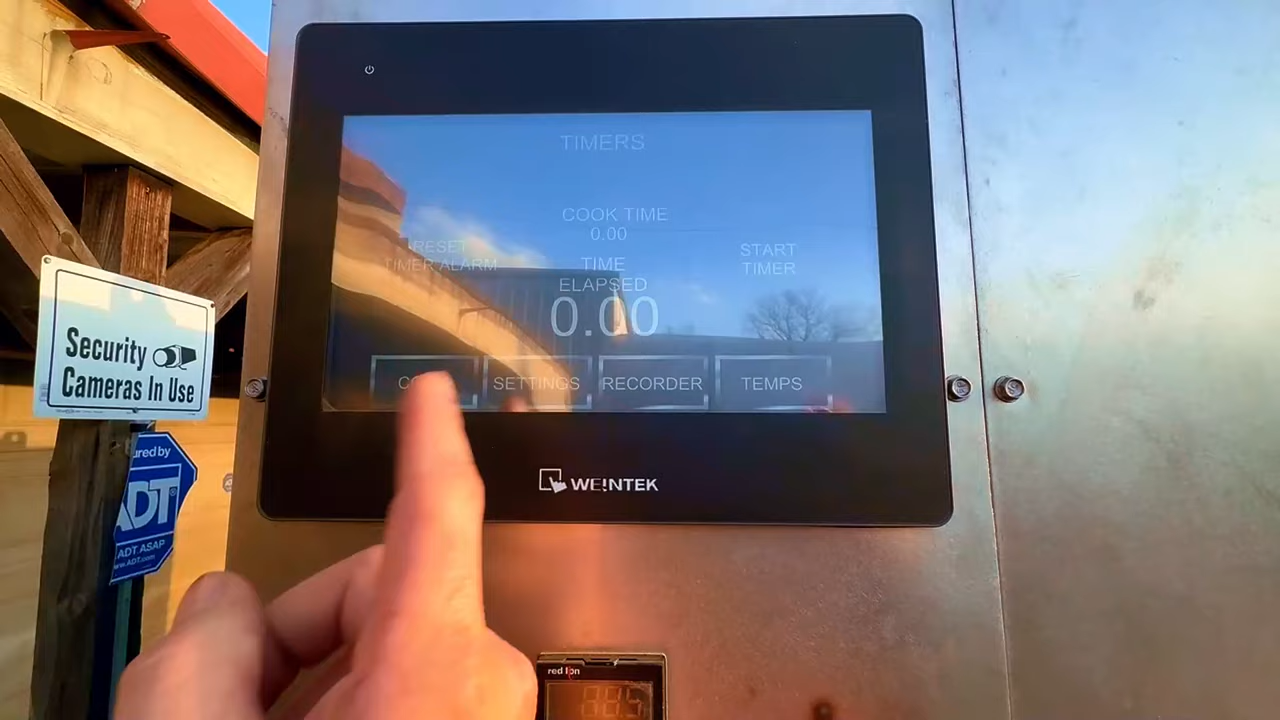 TIMERS
COOK TIME
0.00
RESET
TIMER ALARM
TIME
ELAPSED
0.00
START
TIMER
SETTINGS
RECORDER
TEMPS
WEINTEK
Security
Cameras In Use
ADT®
ADT ASAP
www.ADT.com
red lion